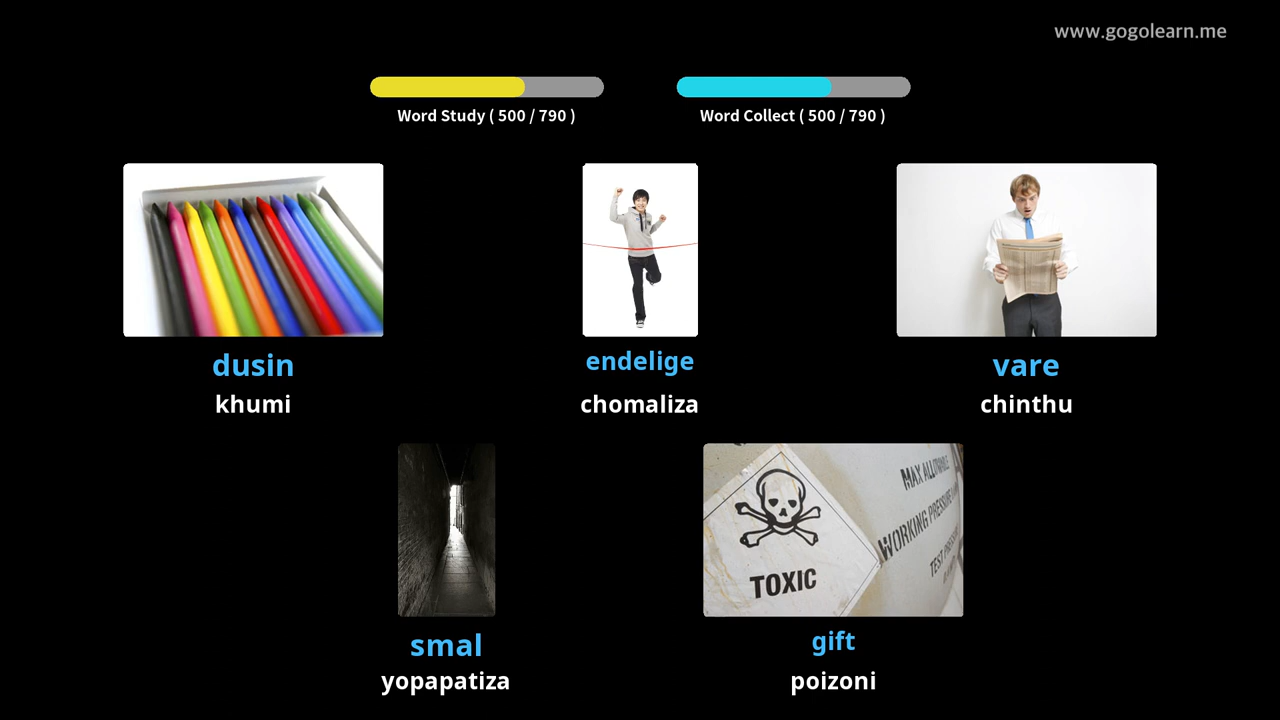 www.gogolearn.me
Word Study ( 500 / 790 )
Word Collect ( 500 / 790 )
dusin
khumi
endelige
chomaliza
vare
chinthu
smal
yopapatiza
MAX ALLOWABLE
WORKING PRESSURE
TEST PRESSURE
TOXIC
gift
poizoni